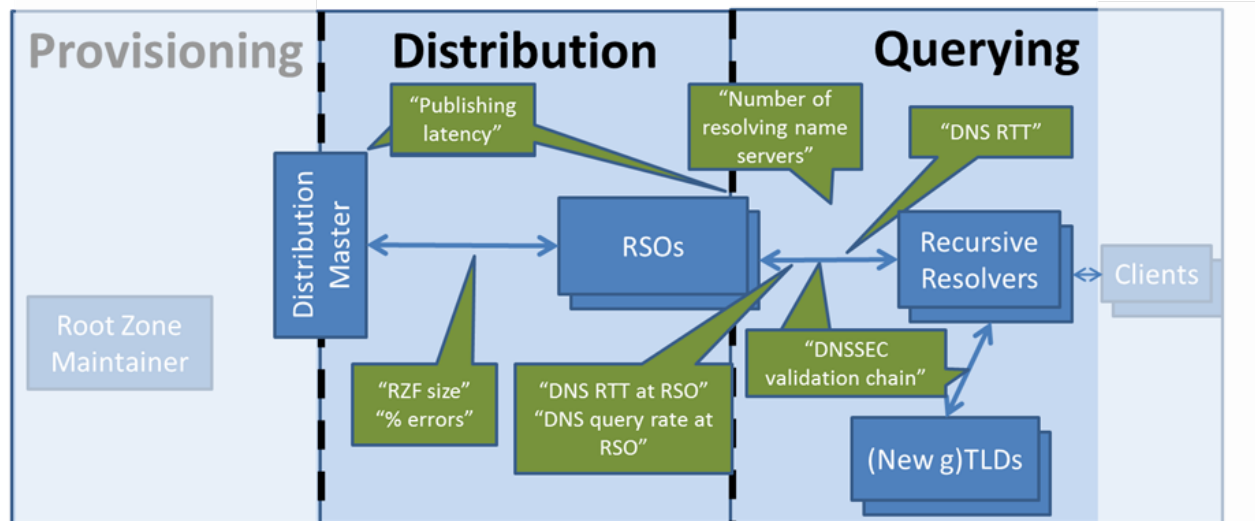 Provisioning
Distribution
Querying
“Publishing
latency”
“Number of
resolving name
servers”
“DNS RTT”
Distribution
Master
RSOs
Recursive
Resolvers
Clients
Root Zone
Maintainer
“RZF size”
“% errors”
“DNS RTT at RSO”
“DNS query rate at
RSO”
“DNSSEC
validation chain”
(New g)TLDs